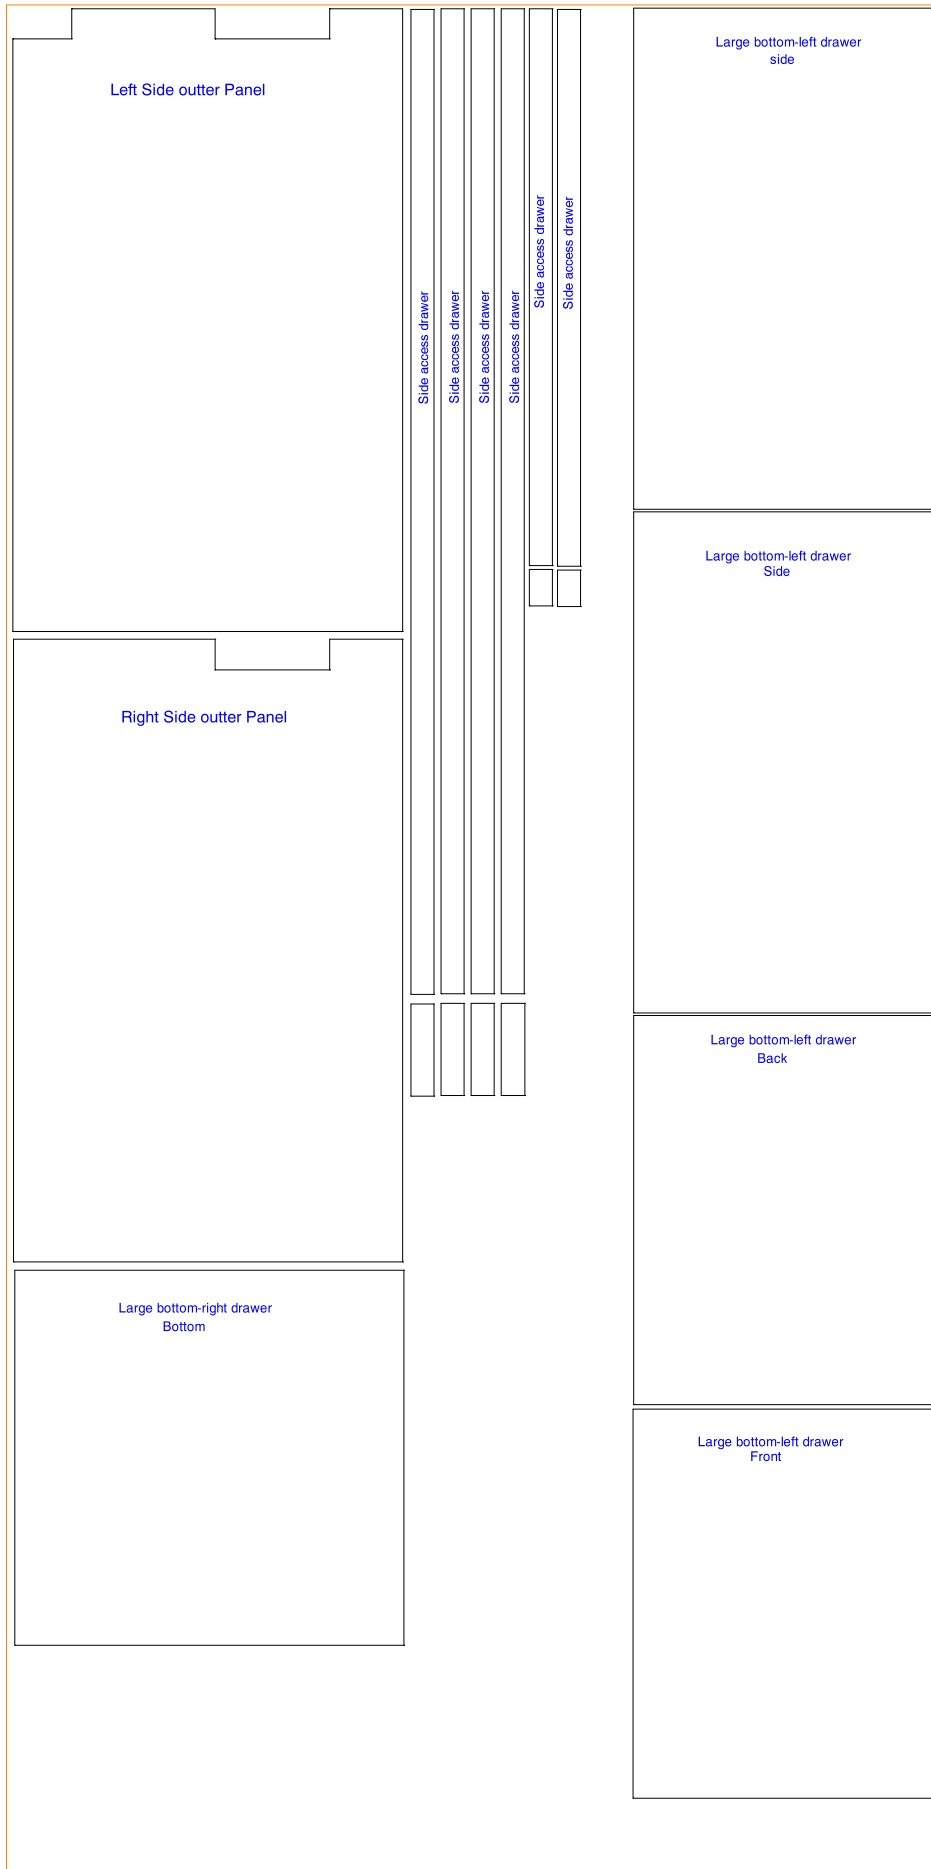 Left Side outter Panel
Side access drawer
Side access drawer
Side access drawer
Side access drawer
Side access drawer
Side access drawer
Large bottom-left drawer
side
Large bottom-left drawer
Side
Right Side outter Panel
Large bottom-left drawer
Back
Large bottom-right drawer
Bottom
Large bottom-left drawer
Front